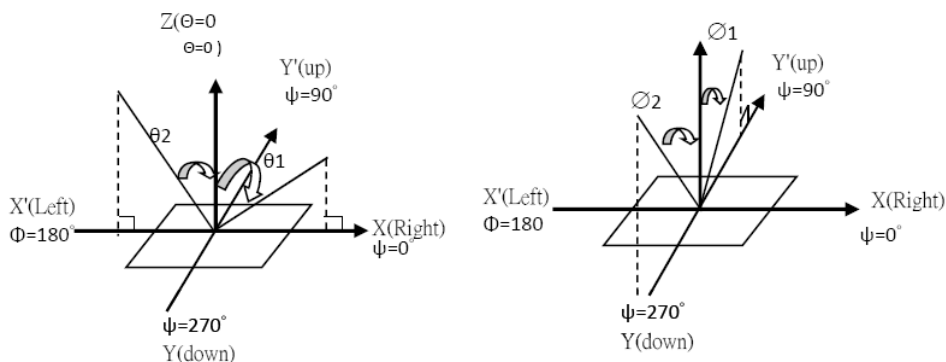 Z(Θ=0
Θ=0 )
Y'(up)
ψ=90°
θ2
θ1
X'(Left)
Φ=180°
X(Right)
ψ=0°
ψ=270°
Y(down)
∅1
Y'(up)
ψ=90°
∅2
X'(Left)
Φ=180
X(Right)
ψ=0°
ψ=270°
Y(down)